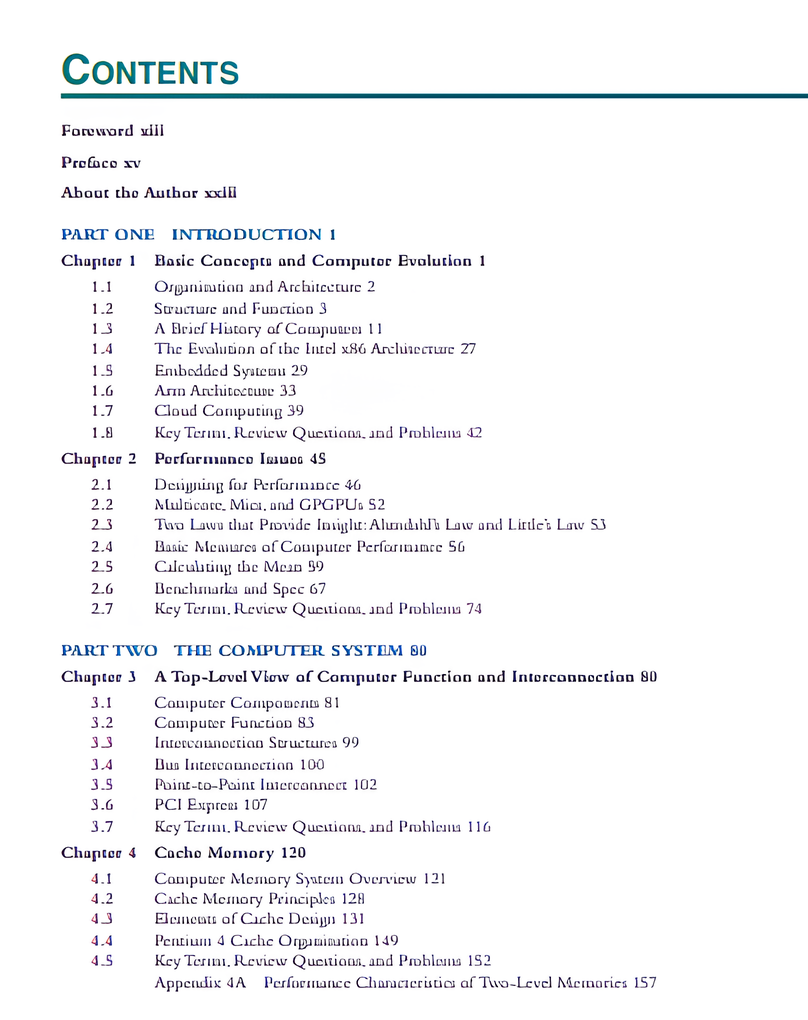 CONTENTS
Foreword xiii
Preface xv
About the Author xxiii
PART ONE INTRODUCTION 1
Chapter 1 Basic Concepts and Computer Evolution 1
1.1 Organization and Architecture 2
1.2 Structure and Function 3
1.3 A Brief History of Computers 11
1.4 The Evolution of the Intel x86 Architecture 27
1.5 Embedded Systems 29
1.6 Arm Architecture 33
1.7 Cloud Computing 39
1.8 Key Terms, Review Questions, and Problems 42
Chapter 2 Performance Issues 45
2.1 Designing for Performance 46
2.2 Multicore, Mics, and GPGPUs 52
2.3 Two Laws that Provide Insight: Ahmdahl's Law and Little's Law 53
2.4 Basic Measures of Computer Performance 56
2.5 Calculating the Mean 59
2.6 Benchmarks and Spec 67
2.7 Key Terms, Review Questions, and Problems 74
PART TWO THE COMPUTER SYSTEM 80
Chapter 3 A Top-Level View of Computer Function and Interconnection 80
3.1 Computer Components 81
3.2 Computer Function 83
3.3 Interconnection Structures 99
3.4 Bus Interconnection 100
3.5 Point-to-Point Interconnect 102
3.6 PCI Express 107
3.7 Key Terms, Review Questions, and Problems 116
Chapter 4 Cache Memory 120
4.1 Computer Memory System Overview 121
4.2 Cache Memory Principles 128
4.3 Elements of Cache Design 131
4.4 Pentium 4 Cache Organization 149
4.5 Key Terms, Review Questions, and Problems 152
Appendix 4A Performance Characteristics of Two-Level Memories 157